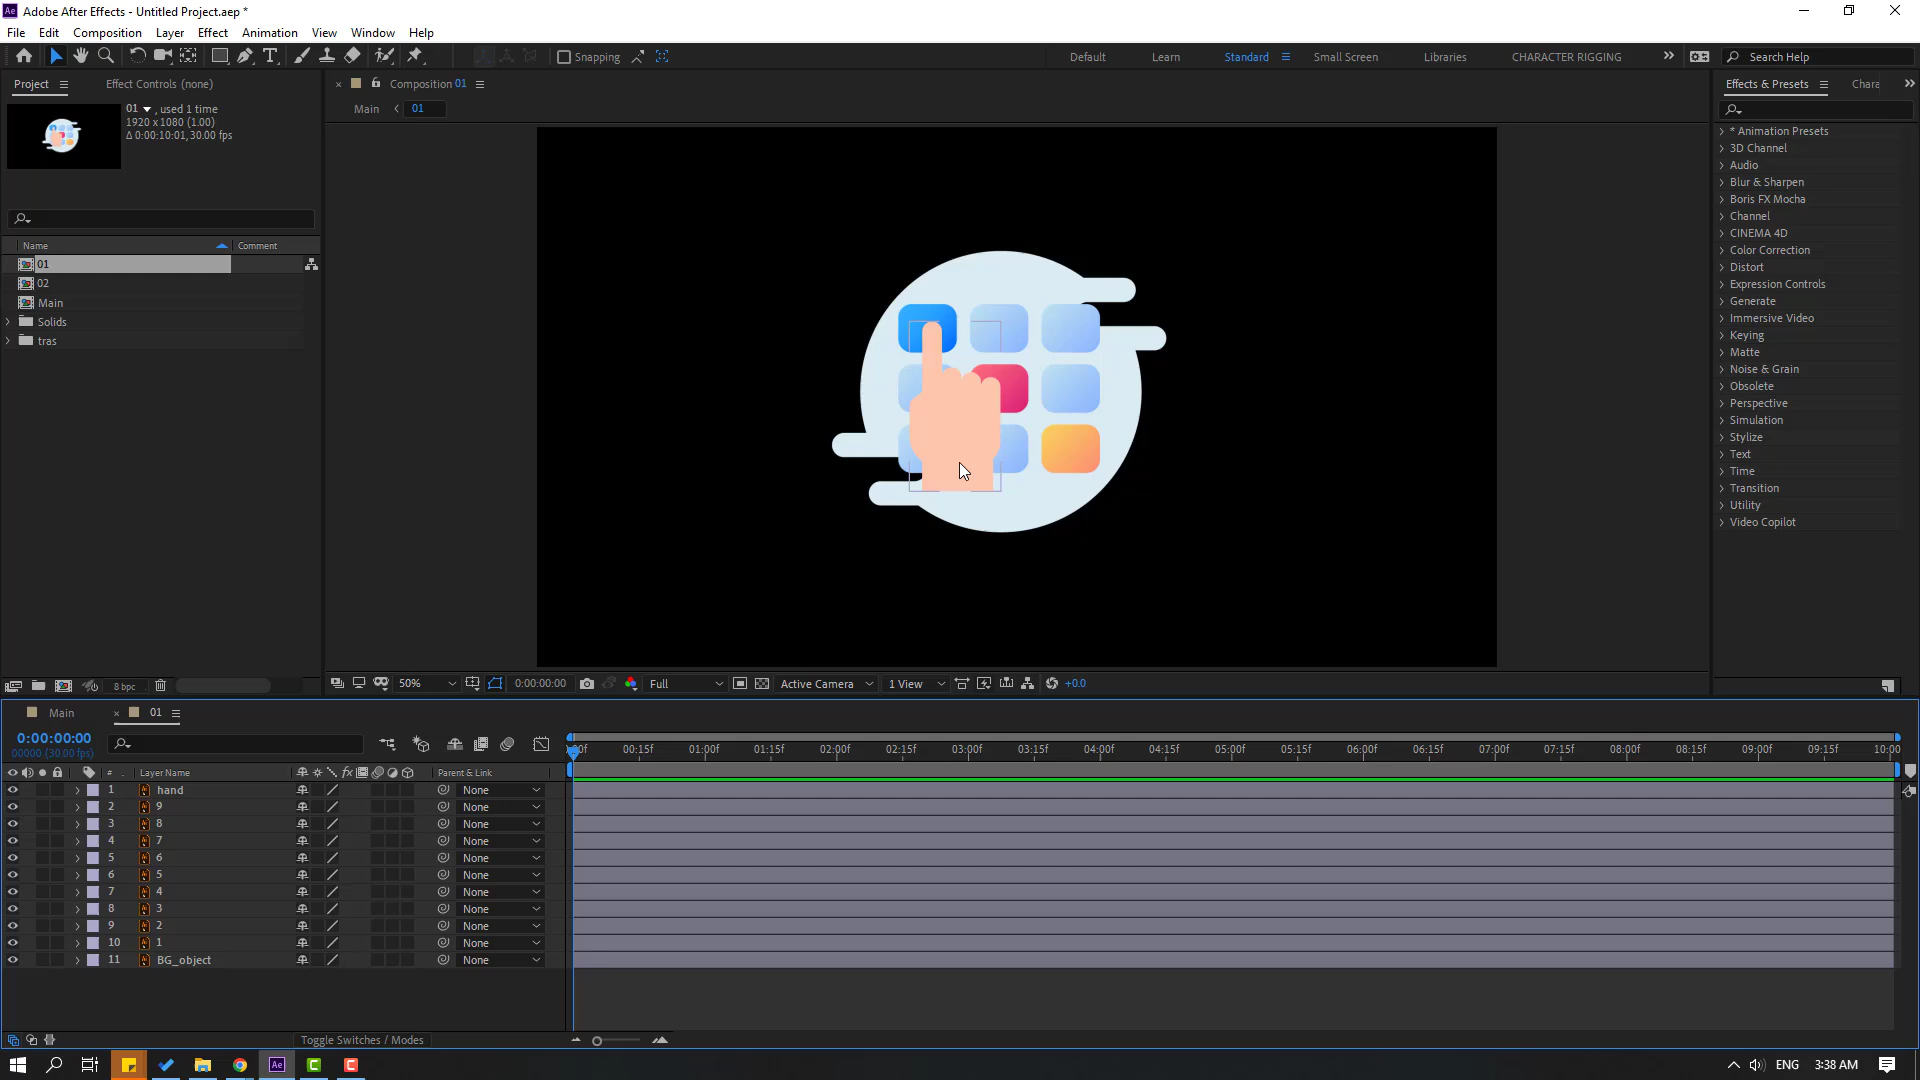 Adobe After Effects - Untitled Project.aep *
File Edit Composition Layer Effect Animation View Window Help
Snapping Default Learn Standard Small Screen Libraries CHARACTER RIGGING Search Help
Project Effect Controls (none) Composition 01 Effects & Presets Chara
01 , used 1 time
1920 x 1080 (1.00)
Δ 0:00:10:01, 30.00 fps
Main 01
Name Comment
01
02
Main
Solids
tras
* Animation Presets
3D Channel
Audio
Blur & Sharpen
Boris FX Mocha
Channel
CINEMA 4D
Color Correction
Distort
Expression Controls
Generate
Immersive Video
Keying
Matte
Noise & Grain
Obsolete
Perspective
Simulation
Stylize
Text
Time
Transition
Utility
Video Copilot
8 bpc 50% 0:00:00:00 Full Active Camera 1 View +0.0
Main 01
0:00:00:00
00000 (30.00 fps)
00f 00:15f 01:00f 01:15f 02:00f 02:15f 03:00f 03:15f 04:00f 04:15f 05:00f 05:15f 06:00f 06:15f 07:00f 07:15f 08:00f 08:15f 09:00f 09:15f 10:00
# Layer Name Parent & Link
1 hand None
2 9 None
3 8 None
4 7 None
5 6 None
6 5 None
7 4 None
8 3 None
9 2 None
10 1 None
11 BG_object None
Toggle Switches / Modes
ENG 3:38 AM